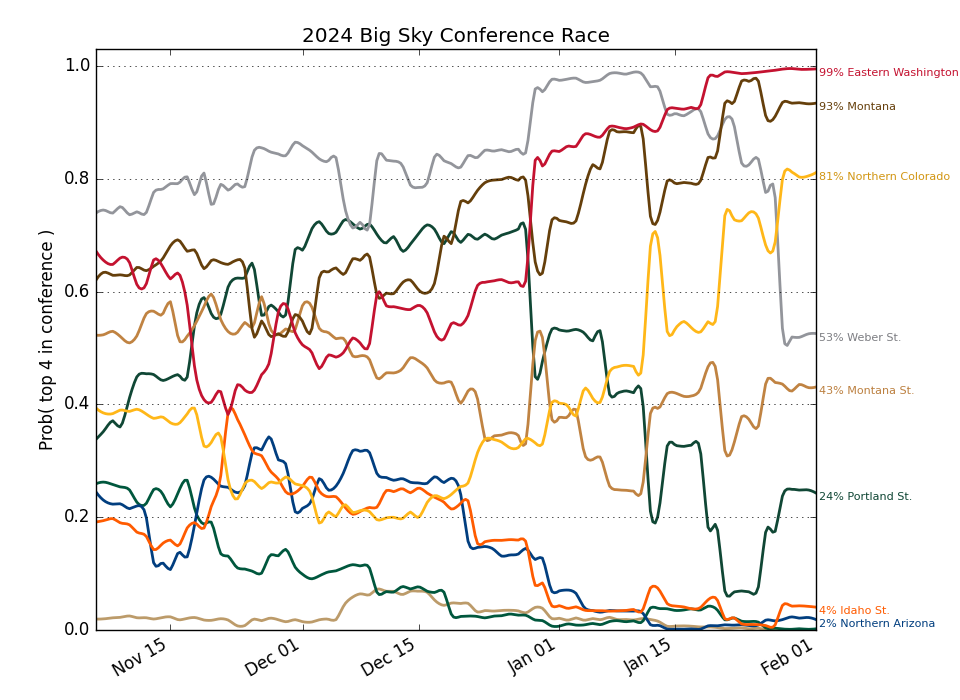 2024 Big Sky Conference Race
Prob( top 4 in conference )
1.0
0.8
0.6
0.4
0.2
0.0
Nov 15
Dec 01
Dec 15
Jan 01
Jan 15
Feb 01
99% Eastern Washington
93% Montana
81% Northern Colorado
53% Weber St.
43% Montana St.
24% Portland St.
4% Idaho St.
2% Northern Arizona